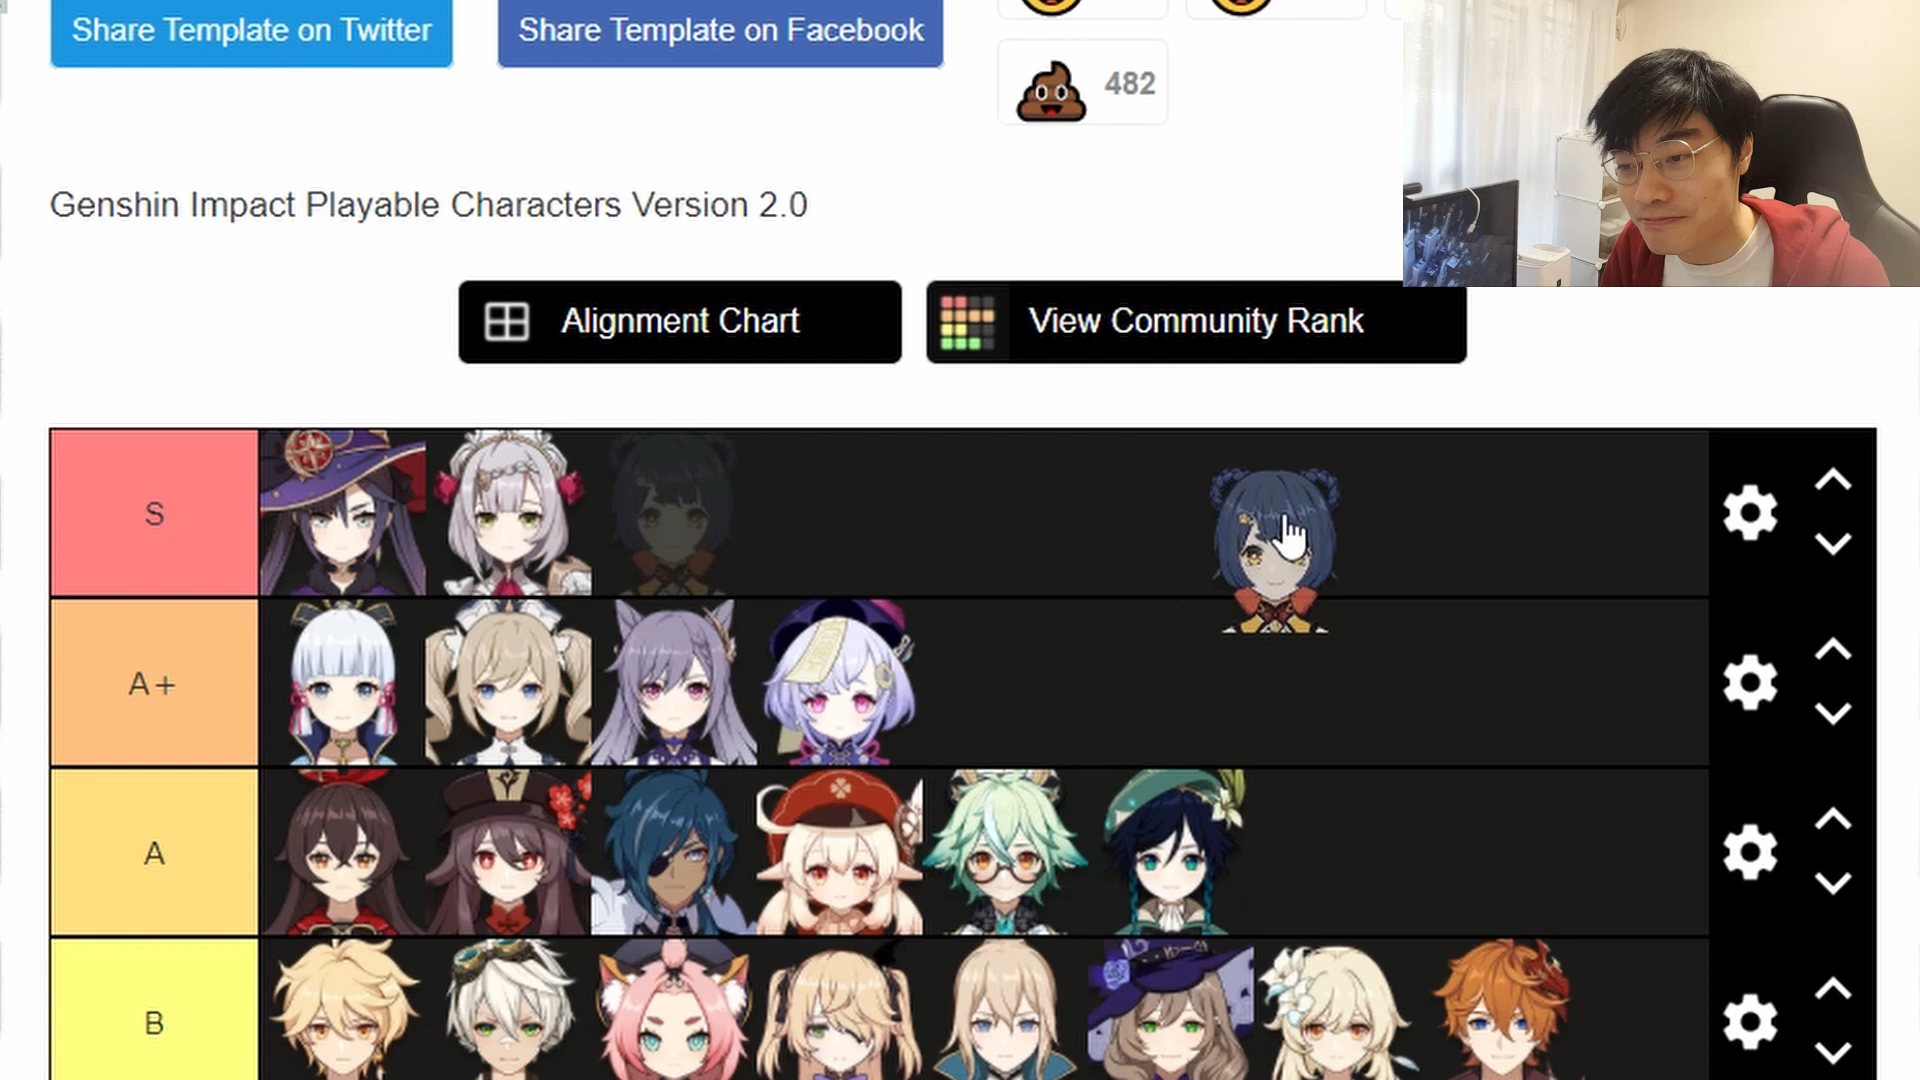 Share Template on Twitter
Share Template on Facebook
482
Genshin Impact Playable Characters Version 2.0
Alignment Chart
View Community Rank
S
A+
A
B